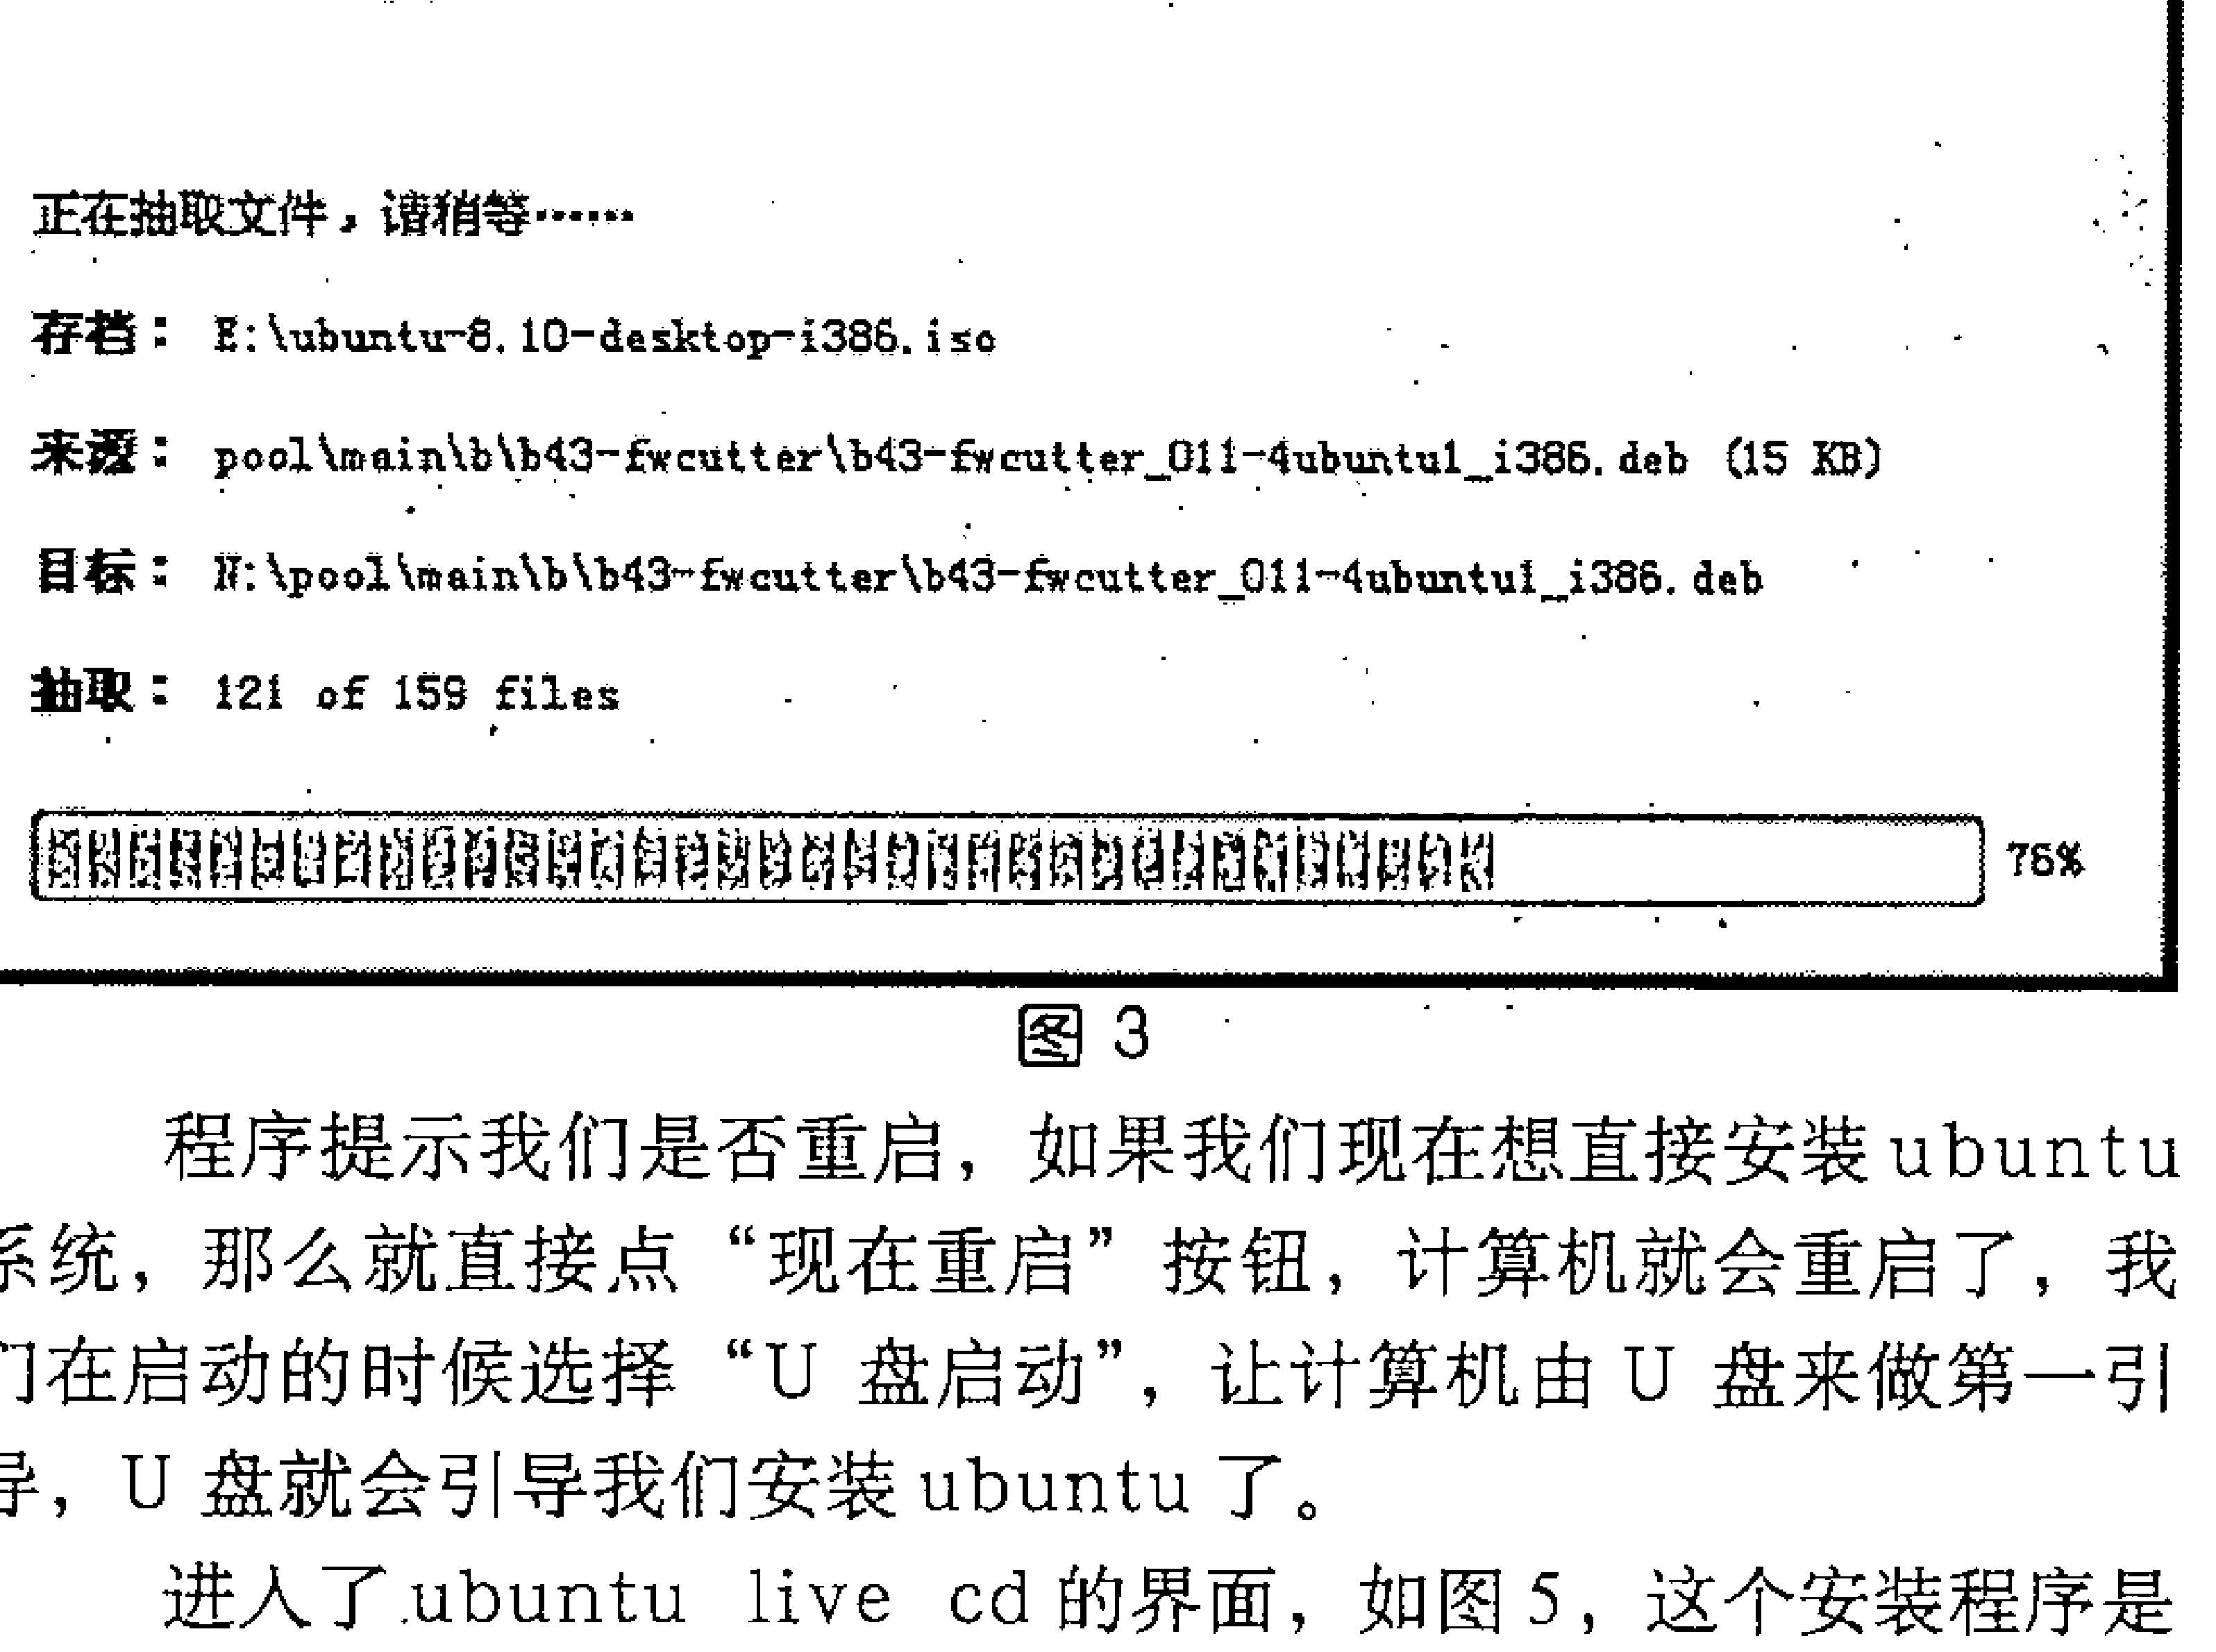 正在抽取文件，请稍等……
存档： E:\ubuntu-8.10-desktop-i386.iso
来源： pool\main\b\b43-fwcutter\b43-fwcutter_011-4ubuntu1_i386.deb (15 KB)
目标： N:\pool\main\b\b43-fwcutter\b43-fwcutter_011-4ubuntu1_i386.deb
抽取： 121 of 159 files
76%
图 3
程序提示我们是否重启，如果我们现在想直接安装 ubuntu
系统，那么就直接点“现在重启”按钮，计算机就会重启了，我
们在启动的时候选择“U 盘启动”，让计算机由 U 盘来做第一引
导，U 盘就会引导我们安装 ubuntu 了。
进入了 ubuntu live cd 的界面，如图 5，这个安装程序是